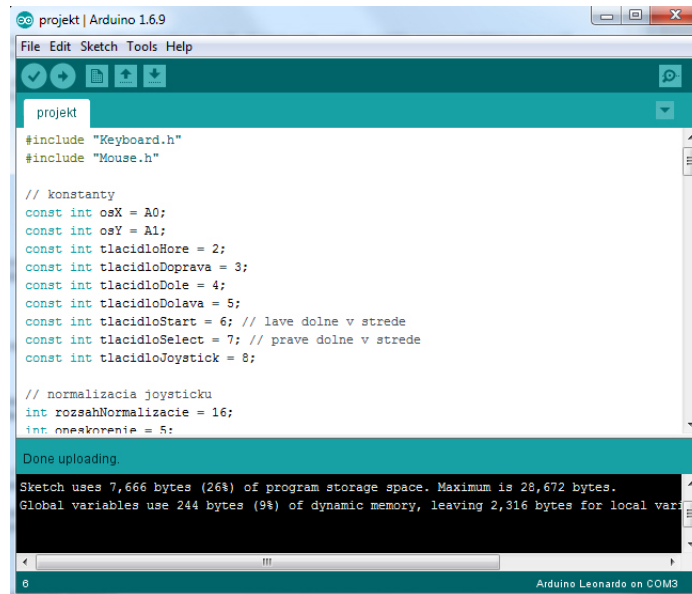 projekt | Arduino 1.6.9
File Edit Sketch Tools Help
projekt
#include "Keyboard.h"
#include "Mouse.h"
// konstanty
const int osX = A0;
const int osY = A1;
const int tlacidloHore = 2;
const int tlacidloDoprava = 3;
const int tlacidloDole = 4;
const int tlacidloDolava = 5;
const int tlacidloStart = 6; // lave dolne v strede
const int tlacidloSelect = 7; // prave dolne v strede
const int tlacidloJoystick = 8;
// normalizacia joysticku
int rozsahNormalizacie = 16;
int oneskorenie = 5;
Done uploading.
Sketch uses 7,666 bytes (26%) of program storage space. Maximum is 28,672 bytes.
Global variables use 244 bytes (9%) of dynamic memory, leaving 2,316 bytes for local vari
6 Arduino Leonardo on COM3